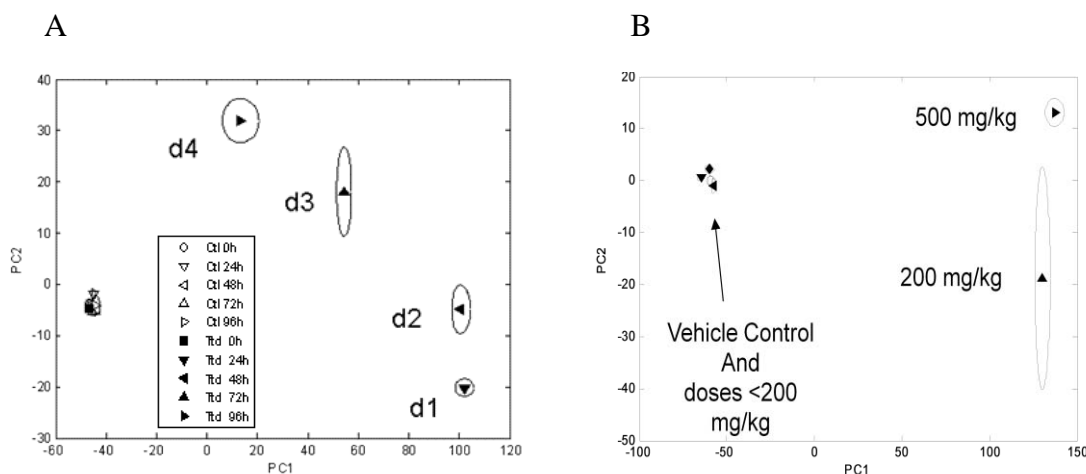 A
B
40
30
20
10
0
-10
-20
-30
-60
-40
-20
0
20
40
60
80
100
120
PC2
PC1
d4
d3
d2
d1
Ctl 0h
Ctl 24h
Ctl 48h
Ctl 72h
Ctl 96h
Ttd 0h
Ttd 24h
Ttd 48h
Ttd 72h
Ttd 96h
20
10
0
-10
-20
-30
-40
-50
-100
-50
0
50
100
150
PC2
PC1
500 mg/kg
200 mg/kg
Vehicle Control
And
doses <200
mg/kg